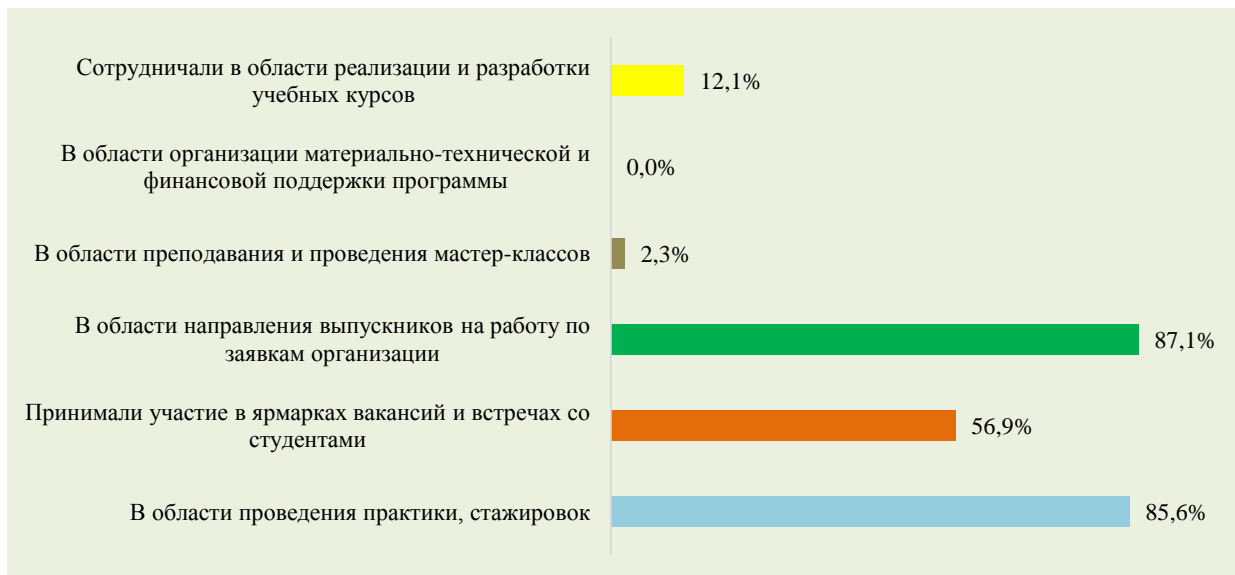 Сотрудничали в области реализации и разработки
учебных курсов
12,1%
В области организации материально-технической и
финансовой поддержки программы
0,0%
В области преподавания и проведения мастер-классов
2,3%
В области направления выпускников на работу по
заявкам организации
87,1%
Принимали участие в ярмарках вакансий и встречах со
студентами
56,9%
В области проведения практики, стажировок
85,6%